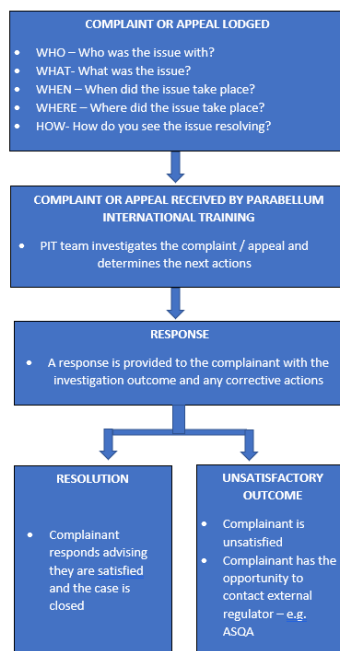 COMPLAINT OR APPEAL LODGED
• WHO – Who was the issue with?
• WHAT- What was the issue?
• WHEN – When did the issue take place?
• WHERE – Where did the issue take place?
• HOW- How do you see the issue resolving?
COMPLAINT OR APPEAL RECEIVED BY PARABELLUM
INTERNATIONAL TRAINING
• PIT team investigates the complaint / appeal and
determines the next actions
RESPONSE
• A response is provided to the complainant with the
investigation outcome and any corrective actions
RESOLUTION
• Complainant
responds advising
they are satisfied
and the case is
closed
UNSATISFACTORY
OUTCOME
• Complainant is
unsatisfied
• Complainant has the
opportunity to
contact external
regulator – e.g.
ASQA